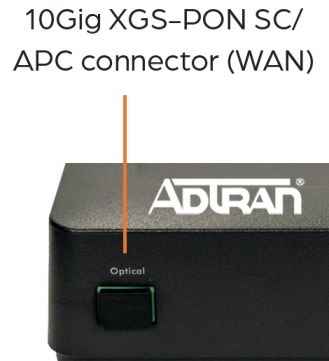 10Gig XGS-PON SC/
APC connector (WAN)
ADTRAN®
Optical